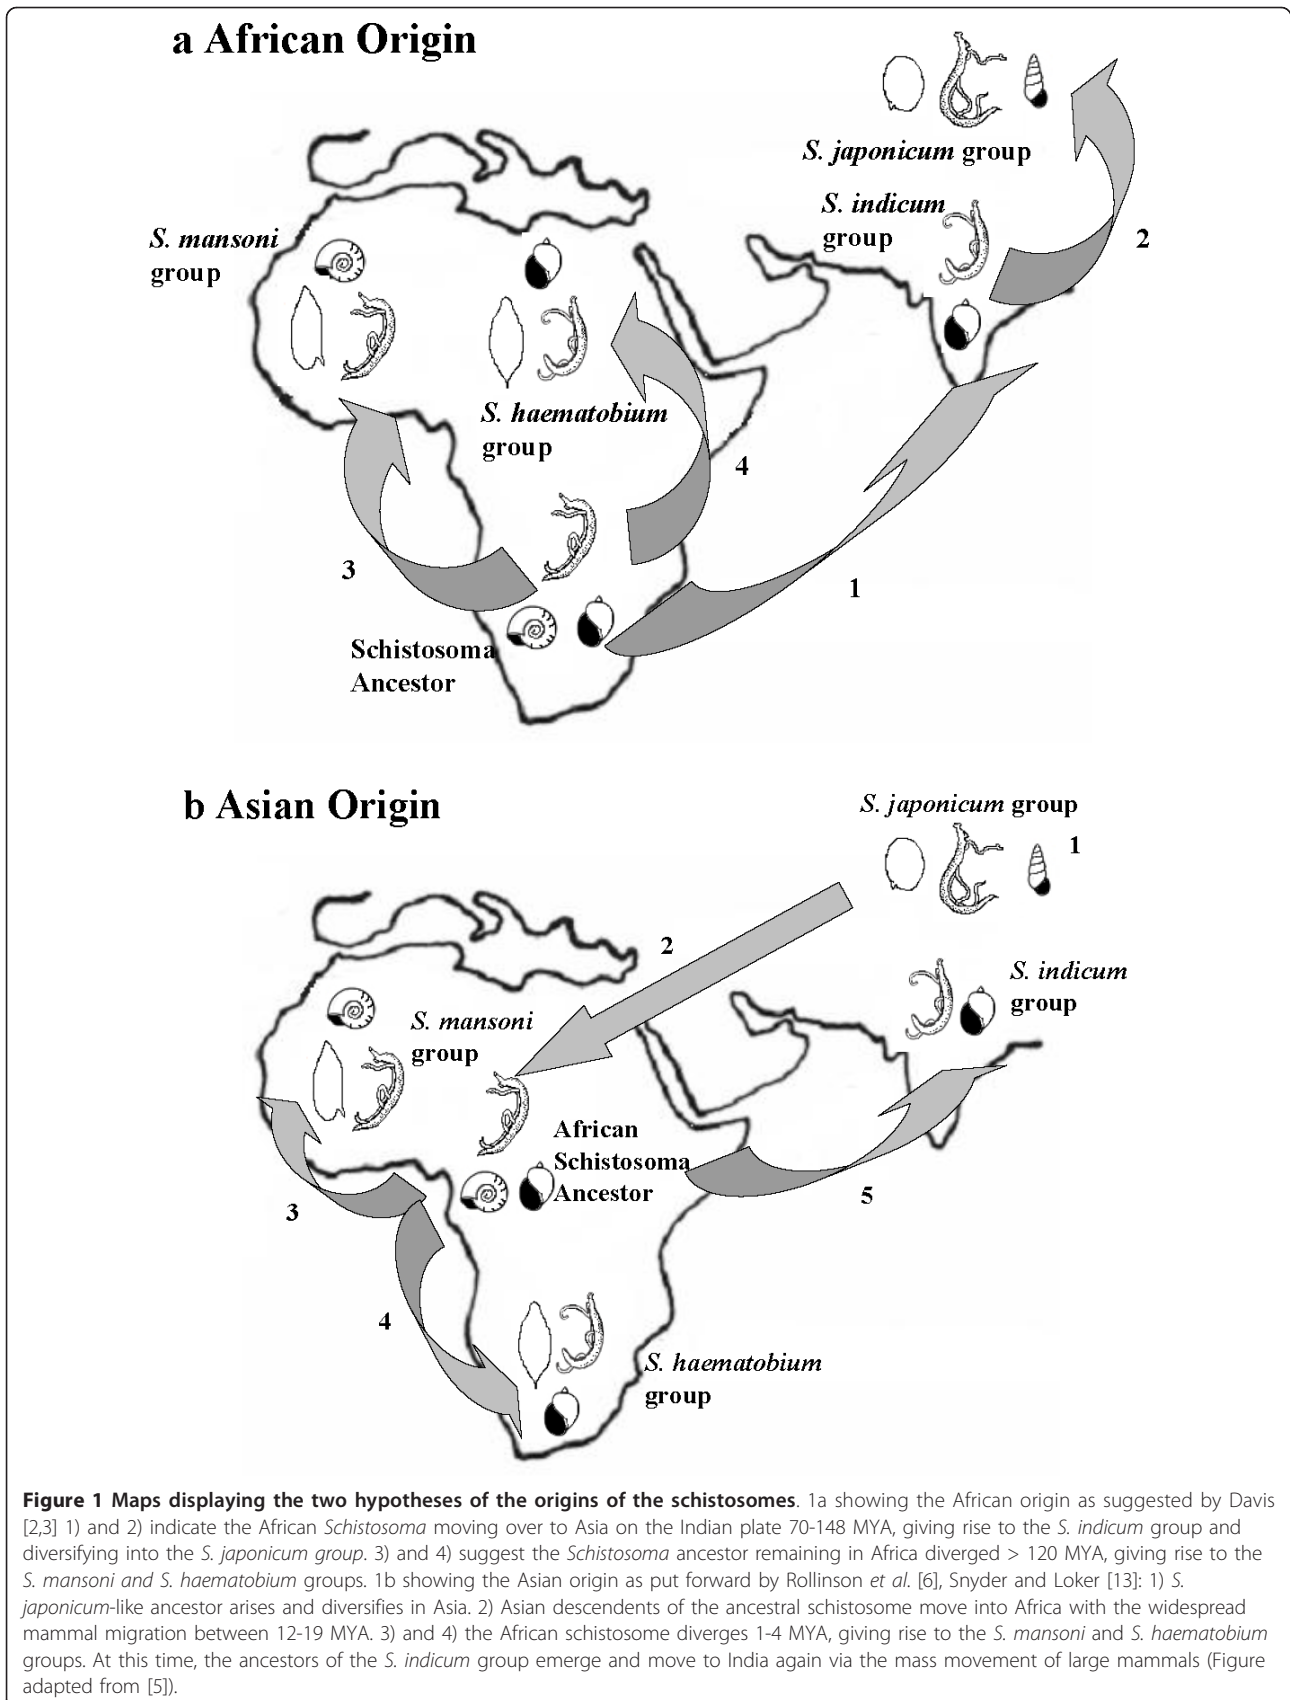 a African Origin
S. japonicum group
S. indicum
group
2
S. mansoni
group
S. haematobium
group
4
3
1
Schistosoma
Ancestor
b Asian Origin
S. japonicum group
1
2
S. indicum
group
S. mansoni
group
African
Schistosoma
Ancestor
3
5
4
S. haematobium
group
Figure 1 Maps displaying the two hypotheses of the origins of the schistosomes. 1a showing the African origin as suggested by Davis
[2,3] 1) and 2) indicate the African Schistosoma moving over to Asia on the Indian plate 70-148 MYA, giving rise to the S. indicum group and
diversifying into the S. japonicum group. 3) and 4) suggest the Schistosoma ancestor remaining in Africa diverged > 120 MYA, giving rise to the
S. mansoni and S. haematobium groups. 1b showing the Asian origin as put forward by Rollinson et al. [6], Snyder and Loker [13]: 1) S.
japonicum-like ancestor arises and diversifies in Asia. 2) Asian descendents of the ancestral schistosome move into Africa with the widespread
mammal migration between 12-19 MYA. 3) and 4) the African schistosome diverges 1-4 MYA, giving rise to the S. mansoni and S. haematobium
groups. At this time, the ancestors of the S. indicum group emerge and move to India again via the mass movement of large mammals (Figure
adapted from [5]).